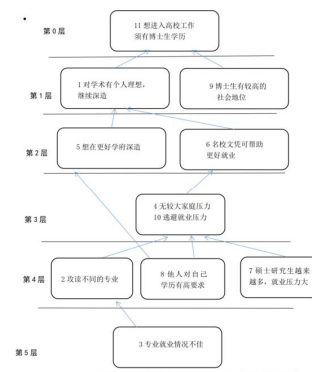 第 0 层
11 想进入高校工作
须有博士生学历
第 1 层
1 对学术有个人理想，
继续深造
9 博士生有较高的
社会地位
第 2 层
5 想在更好学府深造
6 名校文凭可帮助
更好就业
第 3 层
4 无较大家庭压力
10 逃避就业压力
第 4 层
2 攻读不同的专业
8 他人对自己
学历有高要求
7 硕士研究生越来
越多，就业压力大
3 专业就业情况不佳
第 5 层